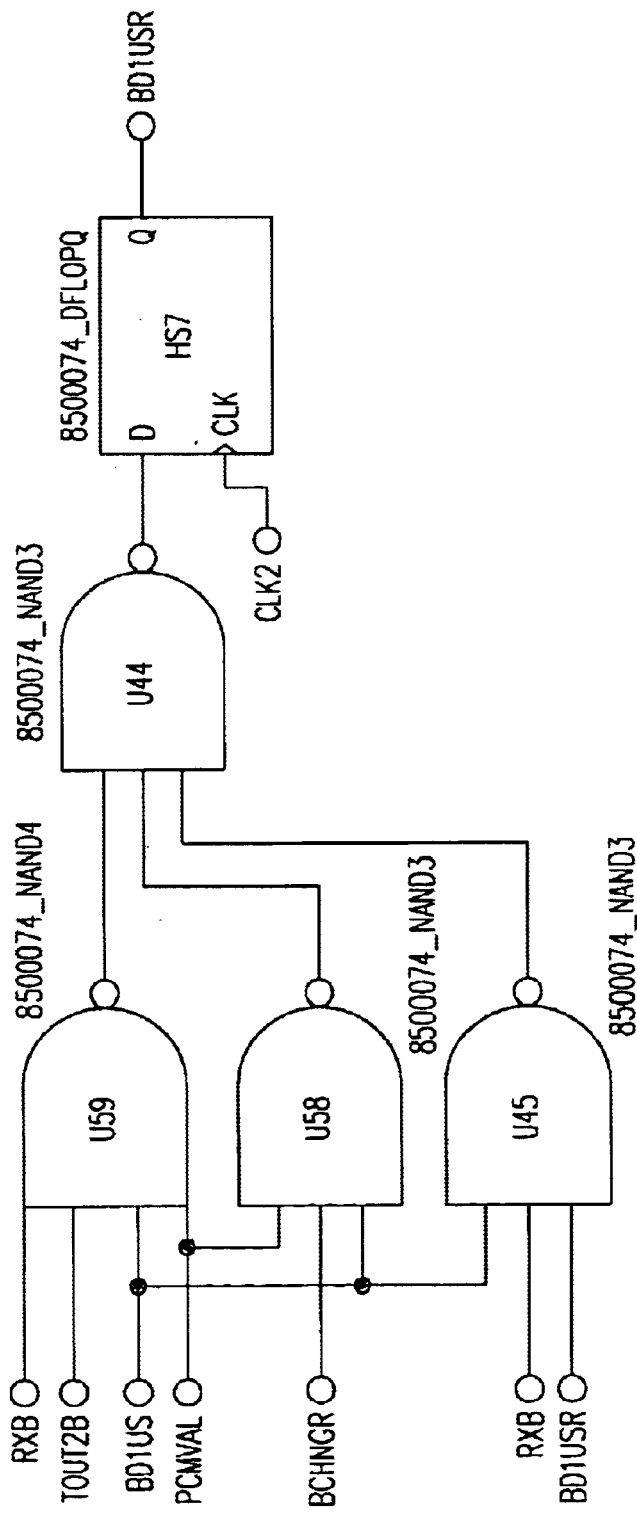 RXB
TOUT2B
BD1US
PCMVAL
BCHNGR
RXB
BD1USR
U59
8500074_NAND4
U58
8500074_NAND3
U45
8500074_NAND3
U44
8500074_NAND3
CLK2
8500074_DFLOPQ
D
Q
HS7
CLK
BD1USR